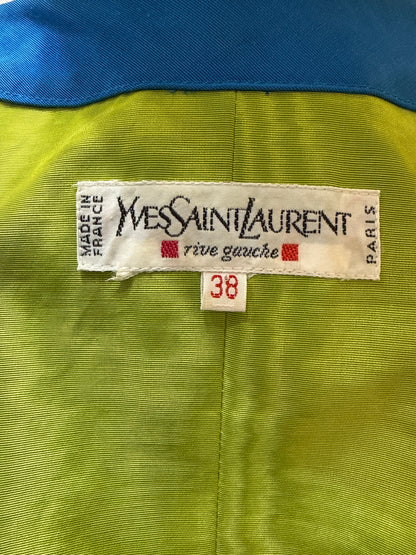 MADE IN
FRANCE
YVESSAINTLAURENT
rive gauche
PARIS
38